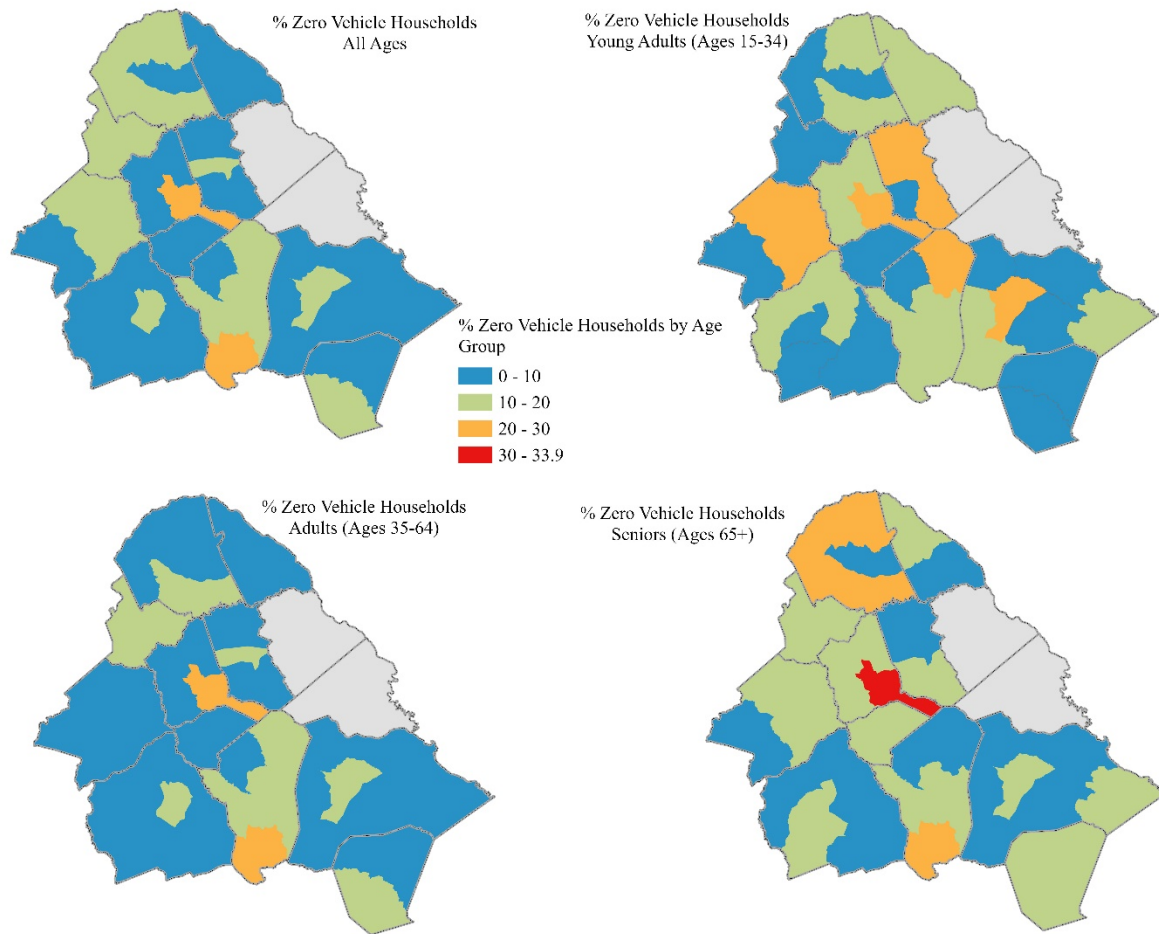 % Zero Vehicle Households
All Ages
% Zero Vehicle Households
Young Adults (Ages 15-34)
% Zero Vehicle Households by Age
Group
0 - 10
10 - 20
20 - 30
30 - 33.9
% Zero Vehicle Households
Adults (Ages 35-64)
% Zero Vehicle Households
Seniors (Ages 65+)